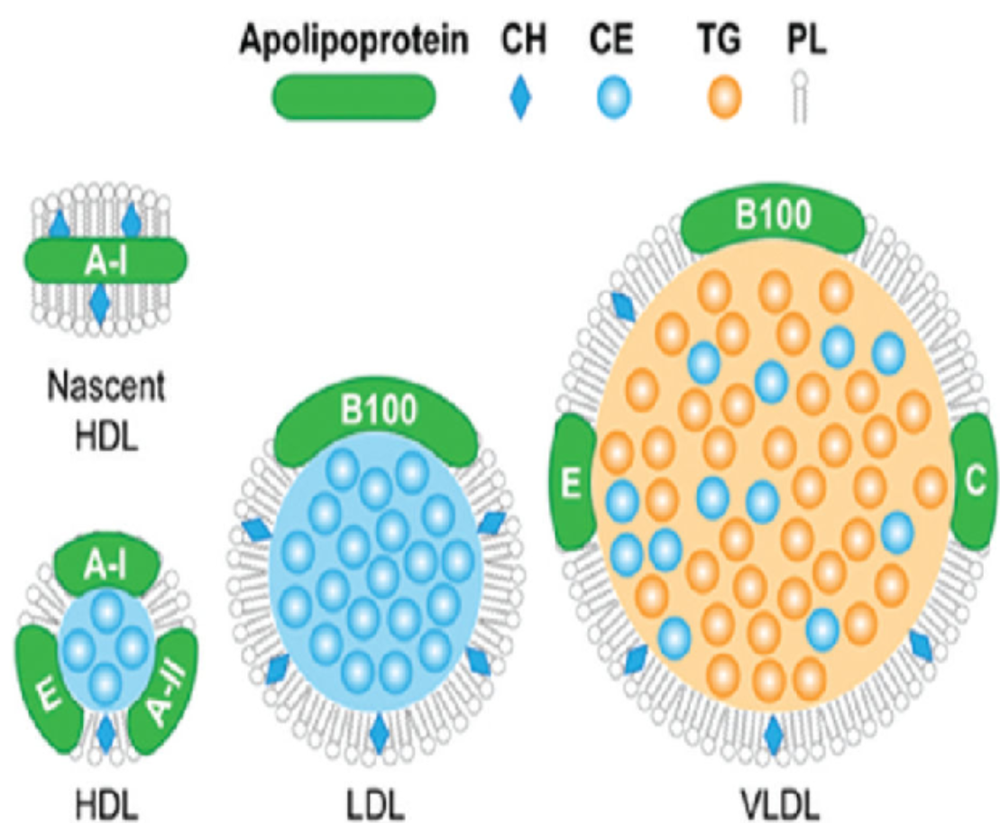 Apolipoprotein CH CE TG PL
B100
A-I
Nascent
HDL
B100
E
C
A-I
E
A-II
HDL
LDL
VLDL